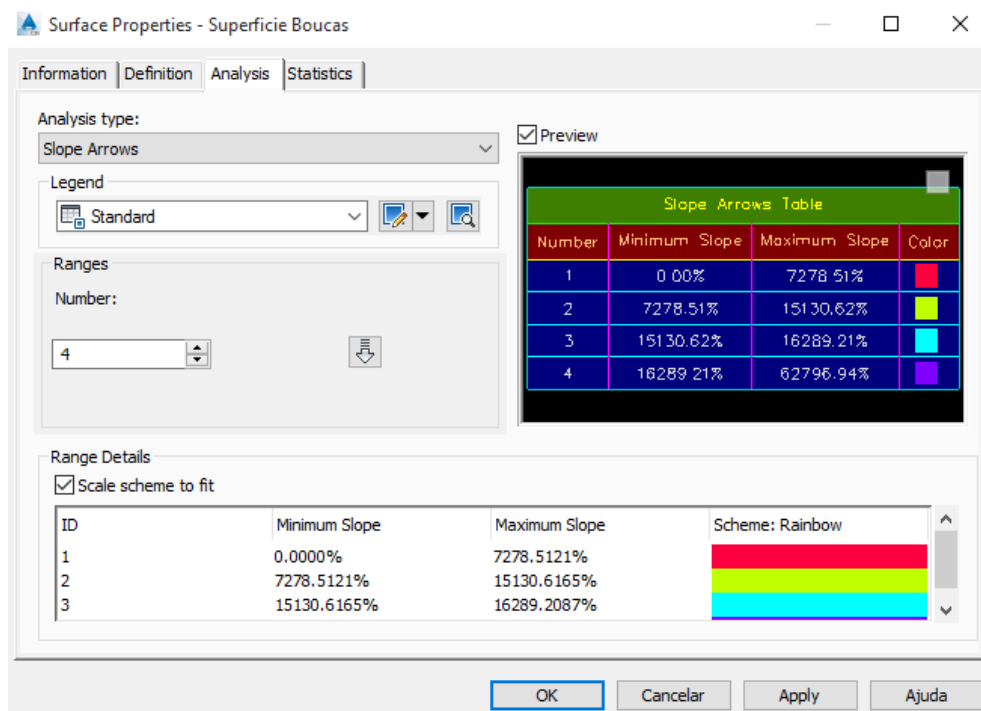 Surface Properties - Superficie Boucas
Information Definition Analysis Statistics
Analysis type:
Slope Arrows
Preview
Legend
Standard
Ranges
Number:
4
Slope Arrows Table
Number Minimum Slope Maximum Slope Color
1 0.00% 7278.51%
2 7278.51% 15130.62%
3 15130.62% 16289.21%
4 16289.21% 62796.94%
Range Details
Scale scheme to fit
ID Minimum Slope Maximum Slope Scheme: Rainbow
1 0.0000% 7278.5121%
2 7278.5121% 15130.6165%
3 15130.6165% 16289.2087%
OK Cancelar Apply Ajuda